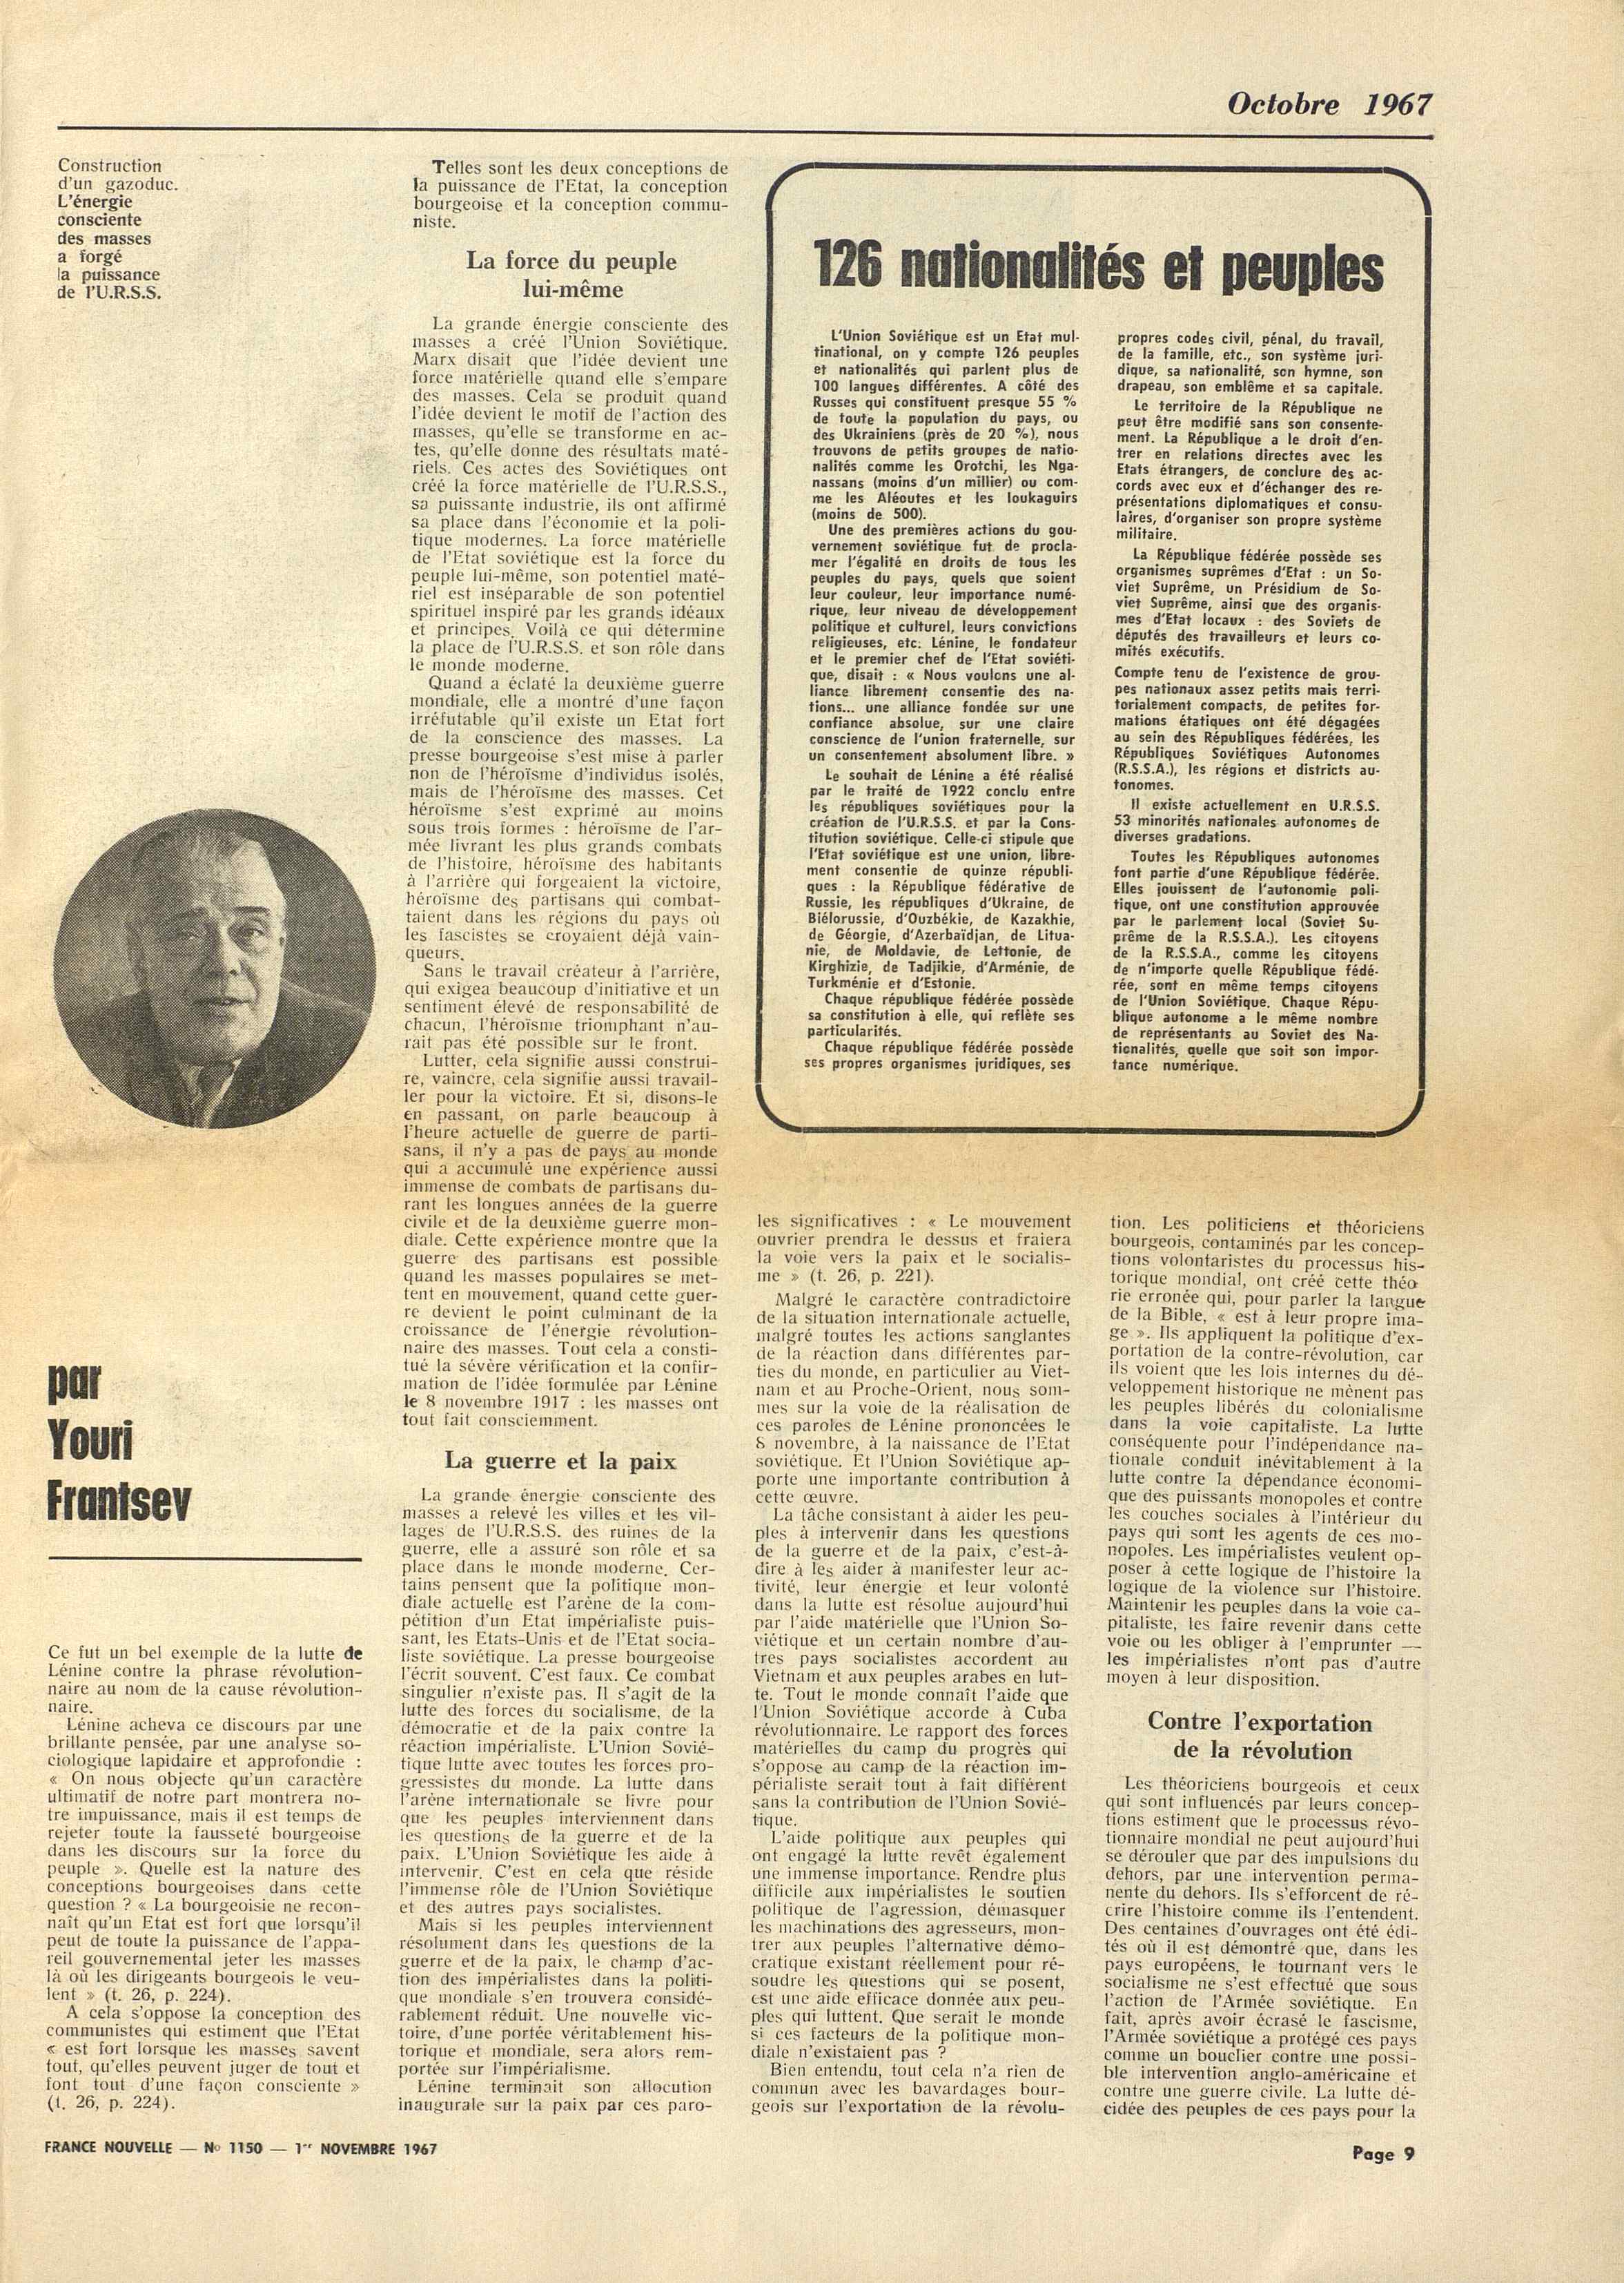 Octobre 1967
Construction
d'un gazoduc.
L'énergie
consciente
des masses
a forgé
la puissance
de l'U.R.S.S.
par
Youri
Frantsev
Ce fut un bel exemple de la lutte de
Lénine contre la phrase révolution-
naire au nom de la cause révolution-
naire.
Lénine acheva ce discours par une
brillante pensée, par une analyse so-
ciologique lapidaire et approfondie :
« On nous objecte qu'un caractère
ultimatif de notre part montrera no-
tre impuissance, mais il est temps de
rejeter toute la fausseté bourgeoise
dans les discours sur la force du
peuple ». Quelle est la nature des
conceptions bourgeoises dans cette
question ? « La bourgeoisie ne recon-
naît qu'un Etat est fort que lorsqu'il
peut de toute la puissance de l'appa-
reil gouvernemental jeter les masses
là où les dirigeants bourgeois le veu-
lent » (t. 26, p. 224).
A cela s'oppose la conception des
communistes qui estiment que l'Etat
« est fort lorsque les masses savent
tout, qu'elles peuvent juger de tout et
font tout d'une façon consciente »
(t. 26, p. 224).
Telles sont les deux conceptions de
la puissance de l'Etat, la conception
bourgeoise et la conception commu-
niste.
La force du peuple
lui-même
La grande énergie consciente des
masses a créé l'Union Soviétique.
Marx disait que l'idée devient une
force matérielle quand elle s'empare
des masses. Cela se produit quand
l'idée devient le motif de l'action des
masses, qu'elle se transforme en ac-
tes, qu'elle donne des résultats maté-
riels. Ces actes des Soviétiques ont
créé la force matérielle de l'U.R.S.S.,
sa puissante industrie, ils ont affirmé
sa place dans l'économie et la poli-
tique modernes. La force matérielle
de l'Etat soviétique est la force du
peuple lui-même, son potentiel maté-
riel est inséparable de son potentiel
spirituel inspiré par les grands idéaux
et principes. Voilà ce qui détermine
la place de l'U.R.S.S. et son rôle dans
le monde moderne.
Quand a éclaté la deuxième guerre
mondiale, elle a montré d'une façon
irréfutable qu'il existe un Etat fort
de la conscience des masses. La
presse bourgeoise s'est mise à parler
non de l'héroïsme d'individus isolés,
mais de l'héroïsme des masses. Cet
héroïsme s'est exprimé au moins
sous trois formes : héroïsme de l'ar-
mée livrant les plus grands combats
de l'histoire, héroïsme des habitants
à l'arrière qui forgeaient la victoire,
héroïsme des partisans qui combat-
taient dans les régions du pays où
les fascistes se croyaient déjà vain-
queurs.
Sans le travail créateur à l'arrière,
qui exigea beaucoup d'initiative et un
sentiment élevé de responsabilité de
chacun, l'héroïsme triomphant n'au-
rait pas été possible sur le front.
Lutter, cela signifie aussi construi-
re, vaincre, cela signifie aussi travail-
ler pour la victoire. Et si, disons-le
en passant, on parle beaucoup à
l'heure actuelle de guerre de parti-
sans, il n'y a pas de pays au monde
qui a accumulé une expérience aussi
immense de combats de partisans du-
rant les longues années de la guerre
civile et de la deuxième guerre mon-
diale. Cette expérience montre que la
guerre des partisans est possible
quand les masses populaires se met-
tent en mouvement, quand cette guer-
re devient le point culminant de la
croissance de l'énergie révolution-
naire des masses. Tout cela a consti-
tué la sévère vérification et la confir-
mation de l'idée formulée par Lénine
le 8 novembre 1917 : les masses ont
tout fait consciemment.
La guerre et la paix
La grande énergie consciente des
masses a relevé les villes et les vil-
lages de l'U.R.S.S. des ruines de la
guerre, elle a assuré son rôle et sa
place dans le monde moderne. Cer-
tains pensent que la politique mon-
diale actuelle est l'arène de la com-
pétition d'un Etat impérialiste puis-
sant, les Etats-Unis et de l'Etat socia-
liste soviétique. La presse bourgeoise
l'écrit souvent. C'est faux. Ce combat
singulier n'existe pas. Il s'agit de la
lutte des forces du socialisme, de la
démocratie et de la paix contre la
réaction impérialiste. L'Union Sovié-
tique lutte avec toutes les forces pro-
gressistes du monde. La lutte dans
l'arène internationale se livre pour
que les peuples interviennent dans
les questions de la guerre et de la
paix. L'Union Soviétique les aide à
intervenir. C'est en cela que réside
l'immense rôle de l'Union Soviétique
et des autres pays socialistes.
Mais si les peuples interviennent
résolument dans les questions de la
guerre et de la paix, le champ d'ac-
tion des impérialistes dans la politi-
que mondiale s'en trouvera considé-
rablement réduit. Une nouvelle vic-
toire, d'une portée véritablement his-
torique et mondiale, sera alors rem-
portée sur l'impérialisme.
Lénine terminait son allocution
inaugurale sur la paix par ces paro-
126 nationalités et peuples
L'Union Soviétique est un Etat mul-
tinational, on y compte 126 peuples
et nationalités qui parlent plus de
100 langues différentes. A côté des
Russes qui constituent presque 55 %
de toute la population du pays, ou
des Ukrainiens (près de 20 %), nous
trouvons de petits groupes de natio-
nalités comme les Orotchi, les Nga-
nassans (moins d'un millier) ou com-
me les Aléoutes et les Ioukaguirs
(moins de 500).
Une des premières actions du gou-
vernement soviétique fut de procla-
mer l'égalité en droits de tous les
peuples du pays, quels que soient
leur couleur, leur importance numé-
rique, leur niveau de développement
politique et culturel, leurs convictions
religieuses, etc. Lénine, le fondateur
et le premier chef de l'Etat soviéti-
que, disait : « Nous voulons une al-
liance librement consentie des na-
tions... une alliance fondée sur une
confiance absolue, sur une claire
conscience de l'union fraternelle, sur
un consentement absolument libre. »
Le souhait de Lénine a été réalisé
par le traité de 1922 conclu entre
les républiques soviétiques pour la
création de l'U.R.S.S. et par la Cons-
titution soviétique. Celle-ci stipule que
l'Etat soviétique est une union, libre-
ment consentie de quinze républi-
ques : la République fédérative de
Russie, les républiques d'Ukraine, de
Biélorussie, d'Ouzbékie, de Kazakhie,
de Géorgie, d'Azerbaïdjan, de Litua-
nie, de Moldavie, de Lettonie, de
Kirghizie, de Tadjikie, d'Arménie, de
Turkménie et d'Estonie.
Chaque république fédérée possède
sa constitution à elle, qui reflète ses
particularités.
Chaque république fédérée possède
ses propres organismes juridiques, ses
propres codes civil, pénal, du travail,
de la famille, etc., son système juri-
dique, sa nationalité, son hymne, son
drapeau, son emblême et sa capitale.
Le territoire de la République ne
peut être modifié sans son consente-
ment. La République a le droit d'en-
trer en relations directes avec les
Etats étrangers, de conclure des ac-
cords avec eux et d'échanger des re-
présentations diplomatiques et consu-
laires, d'organiser son propre système
militaire.
La République fédérée possède ses
organismes suprêmes d'Etat : un So-
viet Suprême, un Présidium de So-
viet Suprême, ainsi que des organis-
mes d'Etat locaux : des Soviets de
députés des travailleurs et leurs co-
mités exécutifs.
Compte tenu de l'existence de grou-
pes nationaux assez petits mais terri-
torialement compacts, de petites for-
mations étatiques ont été dégagées
au sein des Républiques fédérées, les
Républiques Soviétiques Autonomes
(R.S.S.A.), les régions et districts au-
tonomes.
Il existe actuellement en U.R.S.S.
53 minorités nationales autonomes de
diverses gradations.
Toutes les Républiques autonomes
font partie d'une République fédérée.
Elles jouissent de l'autonomie poli-
tique, ont une constitution approuvée
par le parlement local (Soviet Su-
prême de la R.S.S.A.). Les citoyens
de la R.S.S.A., comme les citoyens
de n'importe quelle République fédé-
rée, sont en même temps citoyens
de l'Union Soviétique. Chaque Répu-
blique autonome a le même nombre
de représentants au Soviet des Na-
tionalités, quelle que soit son impor-
tance numérique.
les significatives : « Le mouvement
ouvrier prendra le dessus et fraiera
la voie vers la paix et le socialis-
me » (t. 26, p. 221).
Malgré le caractère contradictoire
de la situation internationale actuelle,
malgré toutes les actions sanglantes
de la réaction dans différentes par-
ties du monde, en particulier au Viet-
nam et au Proche-Orient, nous som-
mes sur la voie de la réalisation de
ces paroles de Lénine prononcées le
8 novembre, à la naissance de l'Etat
soviétique. Et l'Union Soviétique ap-
porte une importante contribution à
cette œuvre.
La tâche consistant à aider les peu-
ples à intervenir dans les questions
de la guerre et de la paix, c'est-à-
dire à les aider à manifester leur ac-
tivité, leur énergie et leur volonté
dans la lutte est résolue aujourd'hui
par l'aide matérielle que l'Union So-
viétique et un certain nombre d'au-
tres pays socialistes accordent au
Vietnam et aux peuples arabes en lut-
te. Tout le monde connaît l'aide que
l'Union Soviétique accorde à Cuba
révolutionnaire. Le rapport des forces
matérielles du camp du progrès qui
s'oppose au camp de la réaction im-
périaliste serait tout à fait différent
sans la contribution de l'Union Sovié-
tique.
L'aide politique aux peuples qui
ont engagé la lutte revêt également
une immense importance. Rendre plus
difficile aux impérialistes le soutien
politique de l'agression, démasquer
les machinations des agresseurs, mon-
trer aux peuples l'alternative démo-
cratique existant réellement pour ré-
soudre les questions qui se posent,
est une aide efficace donnée aux peu-
ples qui luttent. Que serait le monde
si ces facteurs de la politique mon-
diale n'existaient pas ?
Bien entendu, tout cela n'a rien de
commun avec les bavardages bour-
geois sur l'exportation de la révolu-
tion. Les politiciens et théoriciens
bourgeois, contaminés par les concep-
tions volontaristes du processus his-
torique mondial, ont créé cette théo
rie erronée qui, pour parler la langue
de la Bible, « est à leur propre ima-
ge ». Ils appliquent la politique d'ex-
portation de la contre-révolution, car
ils voient que les lois internes du dé-
veloppement historique ne mènent pas
les peuples libérés du colonialisme
dans la voie capitaliste. La lutte
conséquente pour l'indépendance na-
tionale conduit inévitablement à la
lutte contre la dépendance économi-
que des puissants monopoles et contre
les couches sociales à l'intérieur du
pays qui sont les agents de ces mo-
nopoles. Les impérialistes veulent op-
poser à cette logique de l'histoire la
logique de la violence sur l'histoire.
Maintenir les peuples dans la voie ca-
pitaliste, les faire revenir dans cette
voie ou les obliger à l'emprunter —
les impérialistes n'ont pas d'autre
moyen à leur disposition.
Contre l'exportation
de la révolution
Les théoriciens bourgeois et ceux
qui sont influencés par leurs concep-
tions estiment que le processus révo-
tionnaire mondial ne peut aujourd'hui
se dérouler que par des impulsions du
dehors, par une intervention perma-
nente du dehors. Ils s'efforcent de ré-
crire l'histoire comme ils l'entendent.
Des centaines d'ouvrages ont été édi-
tés où il est démontré que, dans les
pays européens, le tournant vers le
socialisme ne s'est effectué que sous
l'action de l'Armée soviétique. En
fait, après avoir écrasé le fascisme,
l'Armée soviétique a protégé ces pays
comme un bouclier contre une possi-
ble intervention anglo-américaine et
contre une guerre civile. La lutte dé-
cidée des peuples de ces pays pour la
FRANCE NOUVELLE — No 1150 — 1er NOVEMBRE 1967
Page 9